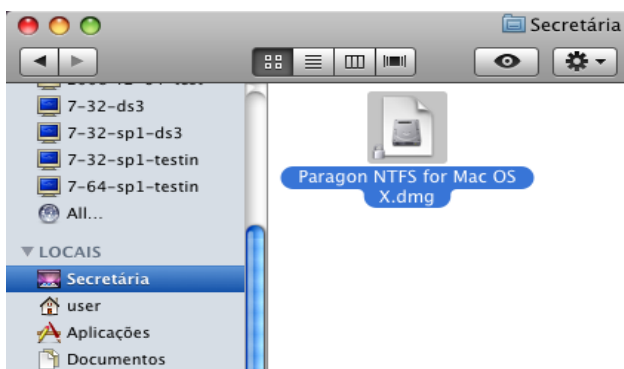 Secretária
7-32-ds3
7-32-sp1-ds3
7-32-sp1-testin
7-64-sp1-testin
All...
LOCAIS
Secretária
user
Aplicações
Documentos
Paragon NTFS for Mac OS
X.dmg